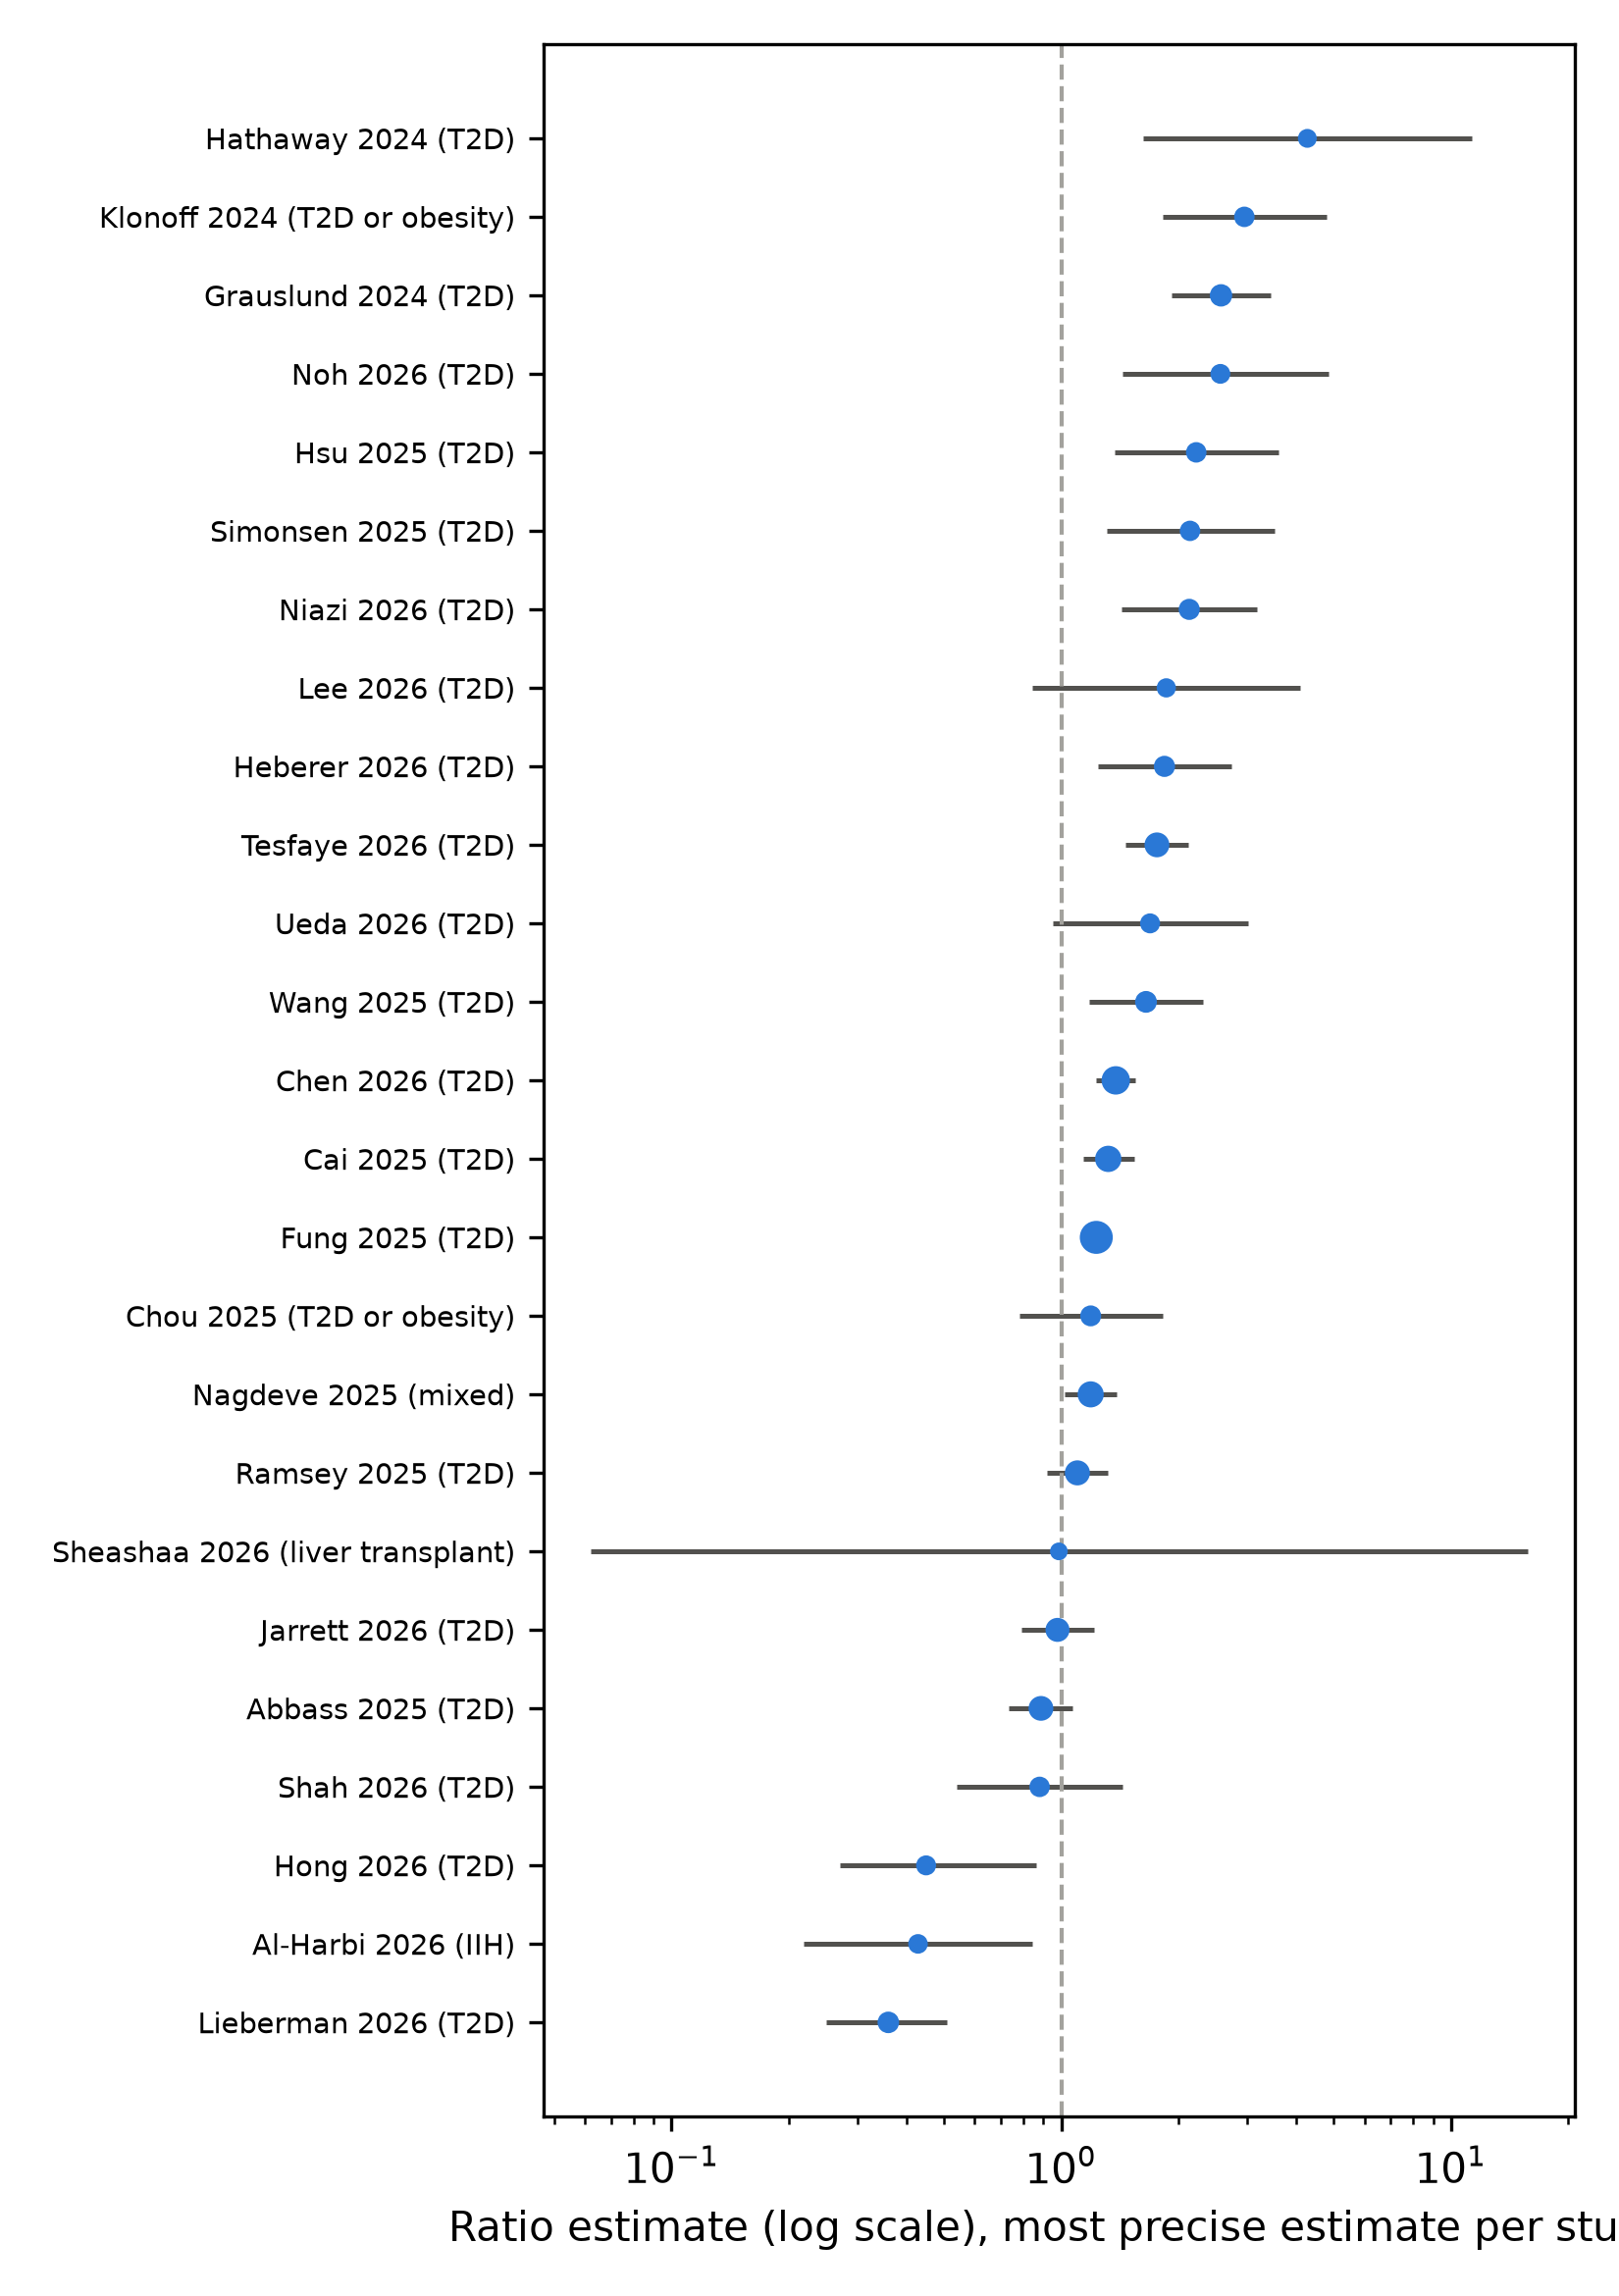 Hathaway 2024 (T2D)
Klonoff 2024 (T2D or obesity)
Grauslund 2024 (T2D)
Noh 2026 (T2D)
Hsu 2025 (T2D)
Simonsen 2025 (T2D)
Niazi 2026 (T2D)
Lee 2026 (T2D)
Heberer 2026 (T2D)
Tesfaye 2026 (T2D)
Ueda 2026 (T2D)
Wang 2025 (T2D)
Chen 2026 (T2D)
Cai 2025 (T2D)
Fung 2025 (T2D)
Chou 2025 (T2D or obesity)
Nagdeve 2025 (mixed)
Ramsey 2025 (T2D)
Sheashaa 2026 (liver transplant)
Jarrett 2026 (T2D)
Abbass 2025 (T2D)
Shah 2026 (T2D)
Hong 2026 (T2D)
Al-Harbi 2026 (IIH)
Lieberman 2026 (T2D)
10⁻¹ 10⁰ 10¹
Ratio estimate (log scale), most precise estimate per stu